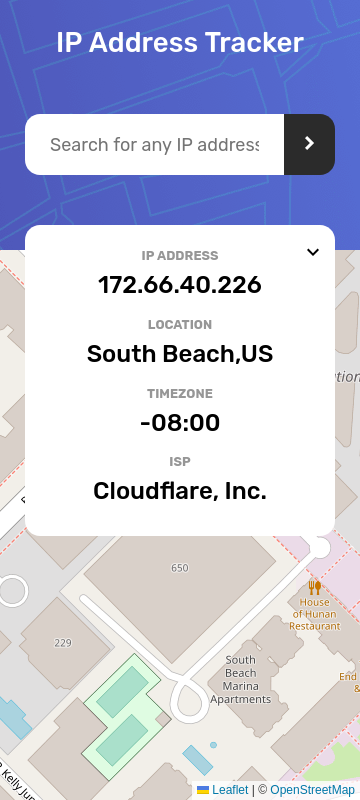 IP Address Tracker
Search for any IP address
IP ADDRESS
172.66.40.226
LOCATION
South Beach,US
TIMEZONE
-08:00
ISP
Cloudflare, Inc.
650
House
of Hunan
Restaurant
229
South
Beach
Marina
Apartments
End
&
Kelly Jur
Leaflet | © OpenStreetMap